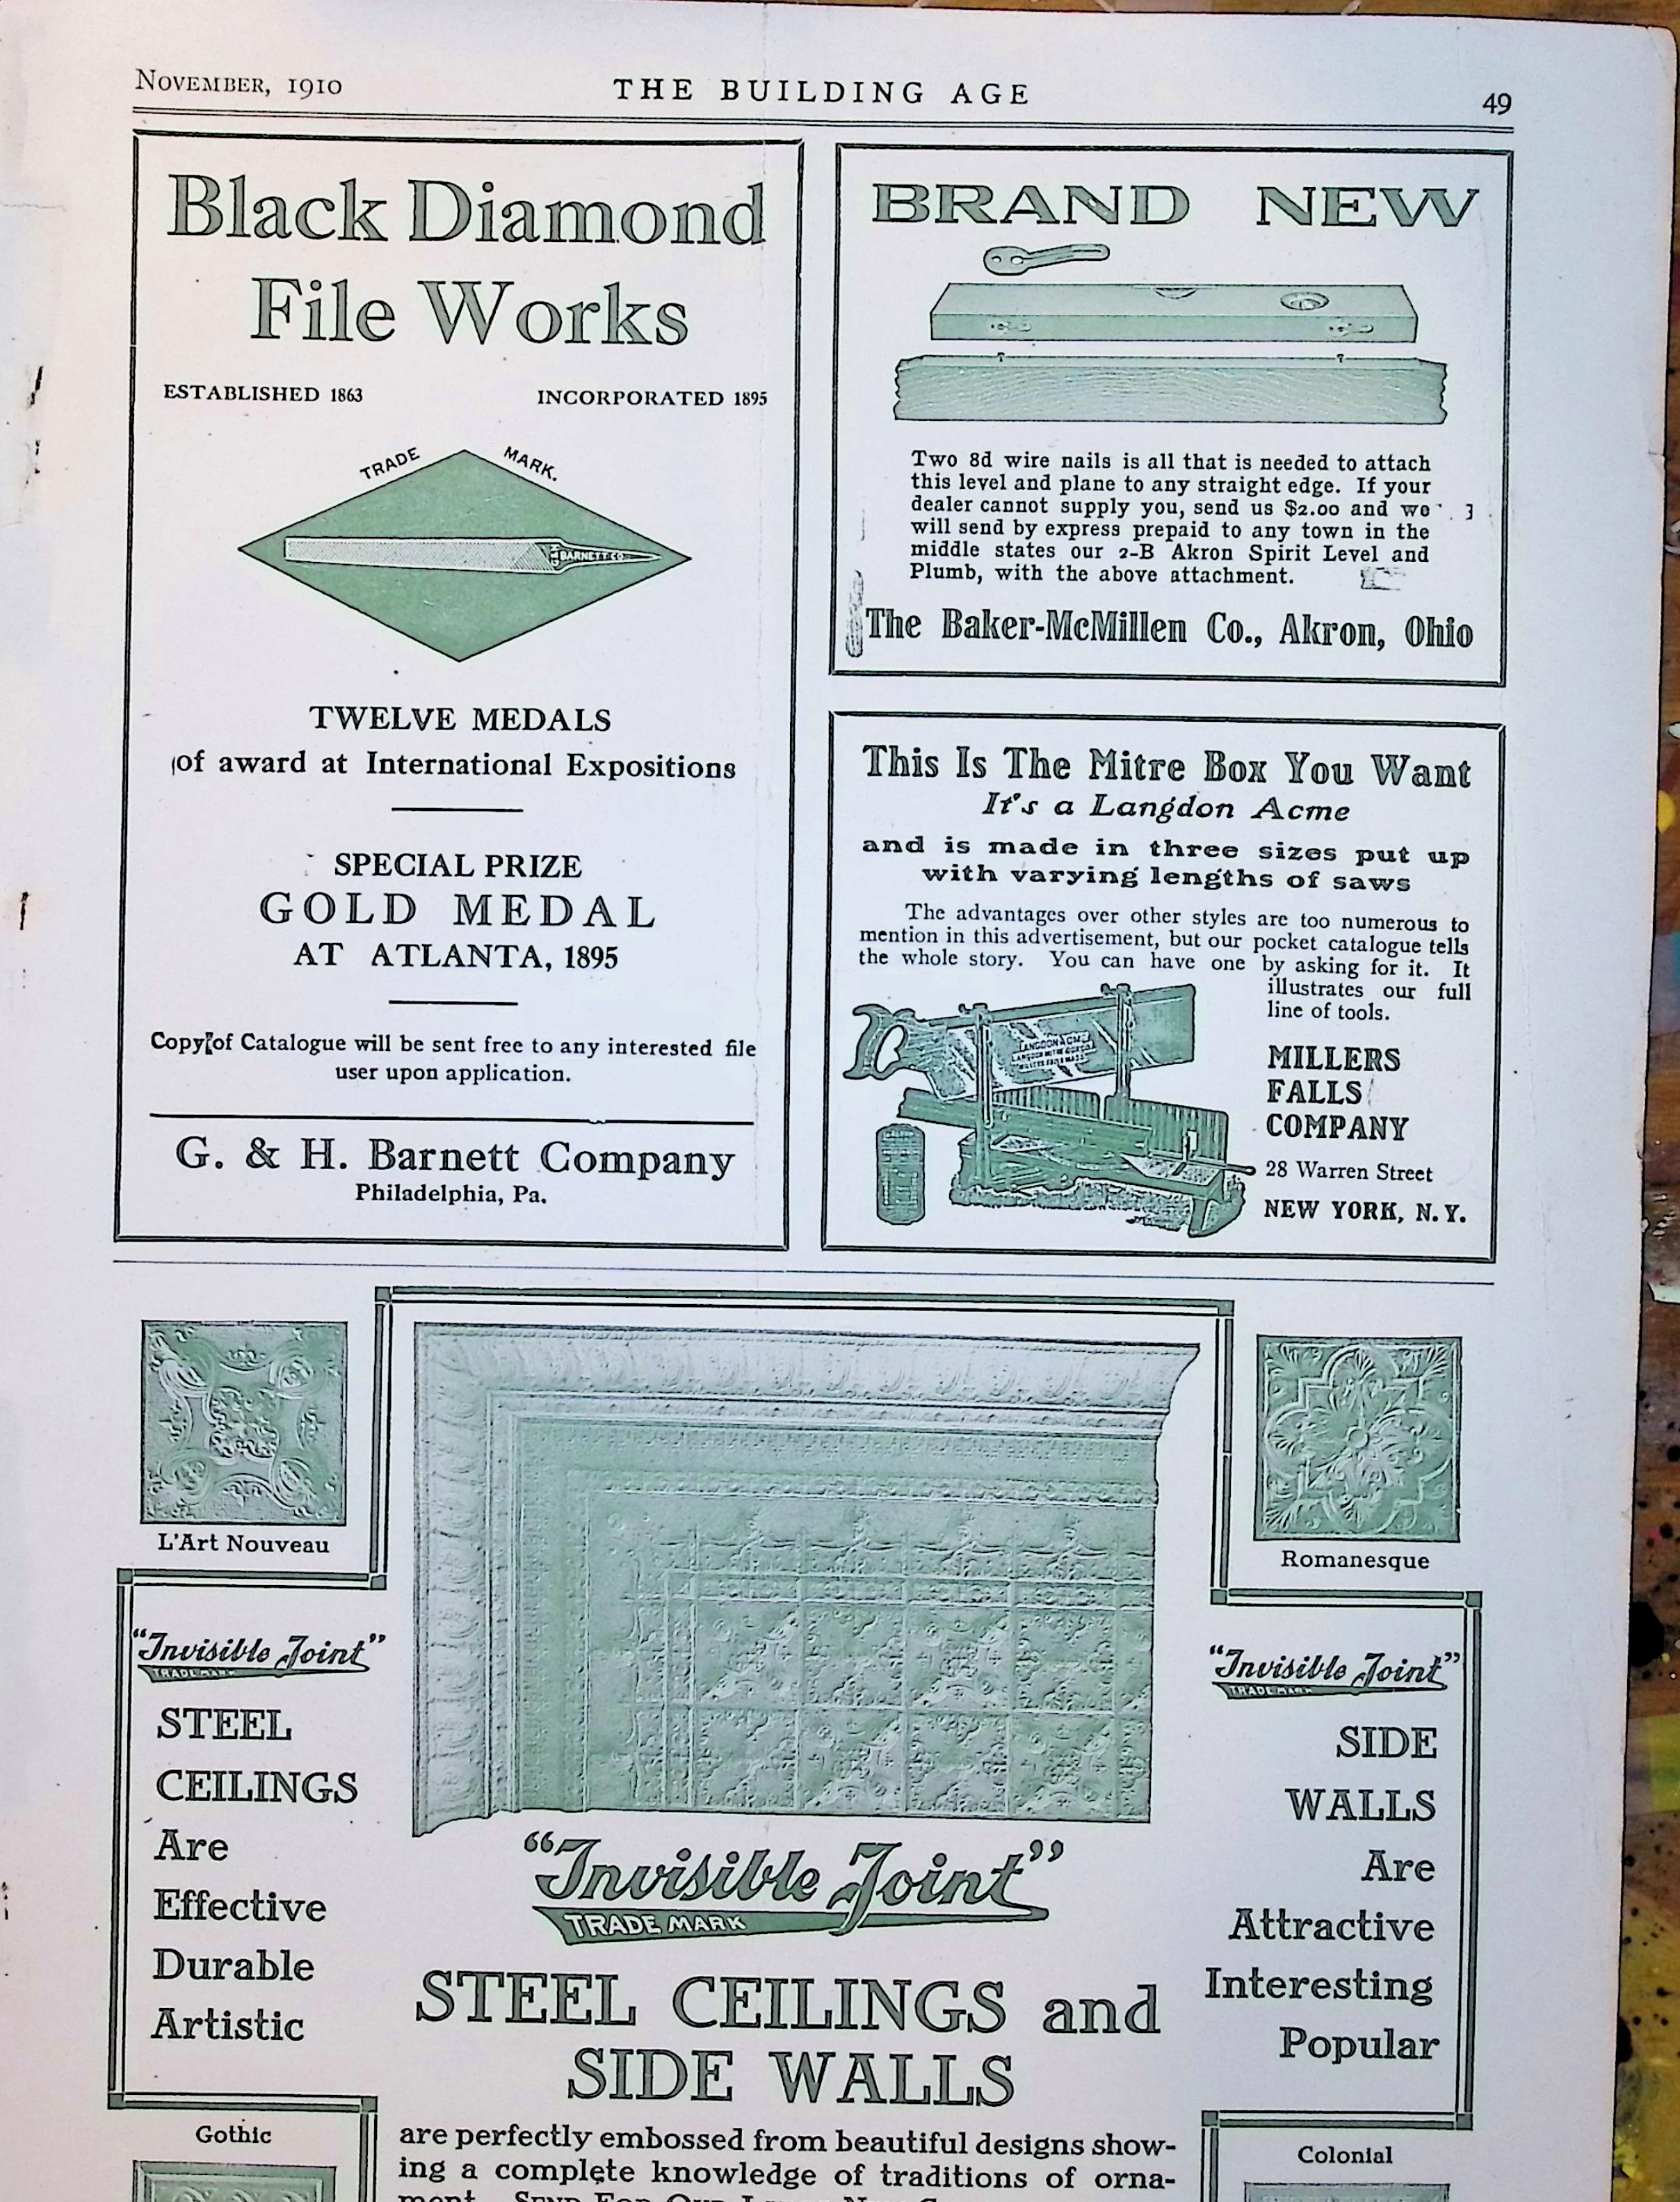 NOVEMBER, 1910 THE BUILDING AGE 49
Black Diamond
File Works
ESTABLISHED 1863 INCORPORATED 1895
TRADE MARK.
BARNETT CO.
TWELVE MEDALS
of award at International Expositions
SPECIAL PRIZE
GOLD MEDAL
AT ATLANTA, 1895
Copy of Catalogue will be sent free to any interested file
user upon application.
G. & H. Barnett Company
Philadelphia, Pa.
BRAND NEW
Two 8d wire nails is all that is needed to attach
this level and plane to any straight edge. If your
dealer cannot supply you, send us $2.00 and we
will send by express prepaid to any town in the
middle states our 2-B Akron Spirit Level and
Plumb, with the above attachment.
The Baker-McMillen Co., Akron, Ohio
This Is The Mitre Box You Want
It's a Langdon Acme
and is made in three sizes put up
with varying lengths of saws
The advantages over other styles are too numerous to
mention in this advertisement, but our pocket catalogue tells
the whole story. You can have one by asking for it. It
illustrates our full
line of tools.
LANGDON ACME
MILLERS
FALLS
COMPANY
28 Warren Street
NEW YORK, N.Y.
L'Art Nouveau
Romanesque
"Invisible Joint"
TRADE MARK
STEEL
CEILINGS
Are
Effective
Durable
Artistic
Gothic
"Invisible Joint"
TRADE MARK
STEEL CEILINGS and
SIDE WALLS
are perfectly embossed from beautiful designs show-
ing a complete knowledge of traditions of orna-
ment. SEND FOR OUR
"Invisible Joint"
TRADE MARK
SIDE
WALLS
Are
Attractive
Interesting
Popular
Colonial